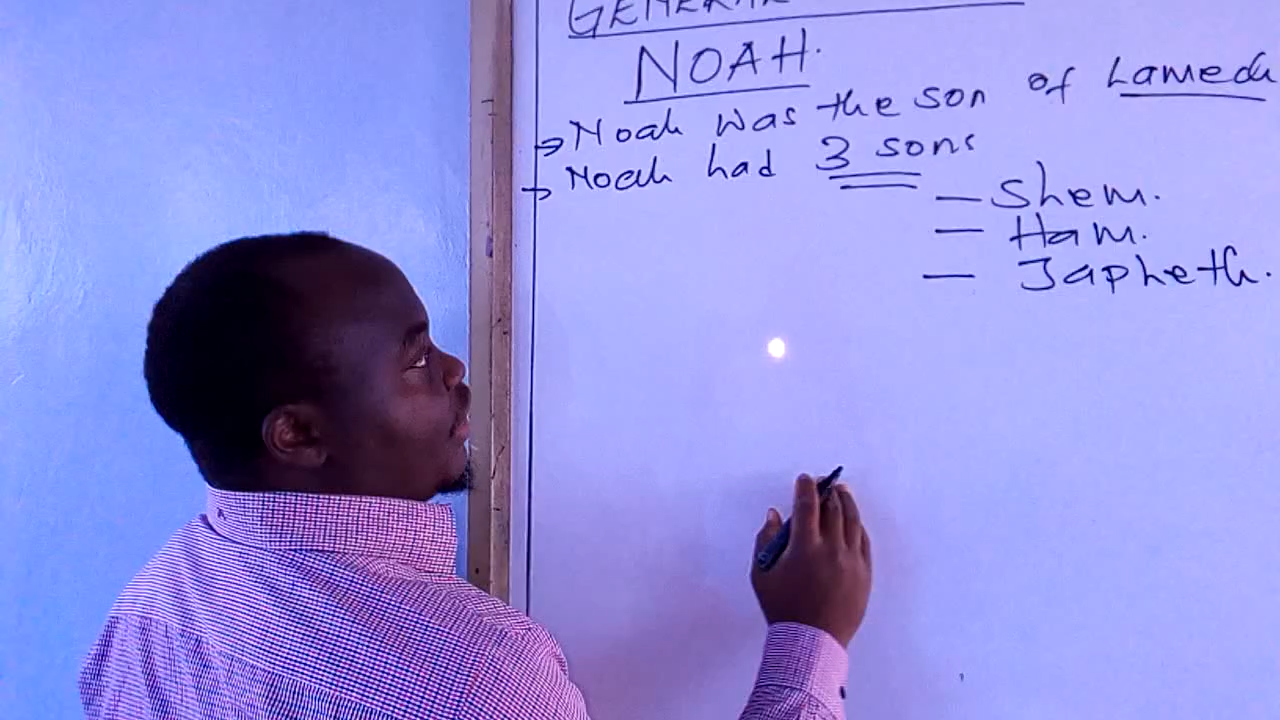 NOAH.
→ Noah was the son of Lamech
→ Noah had 3 sons
— Shem.
— Ham.
— Japheth.